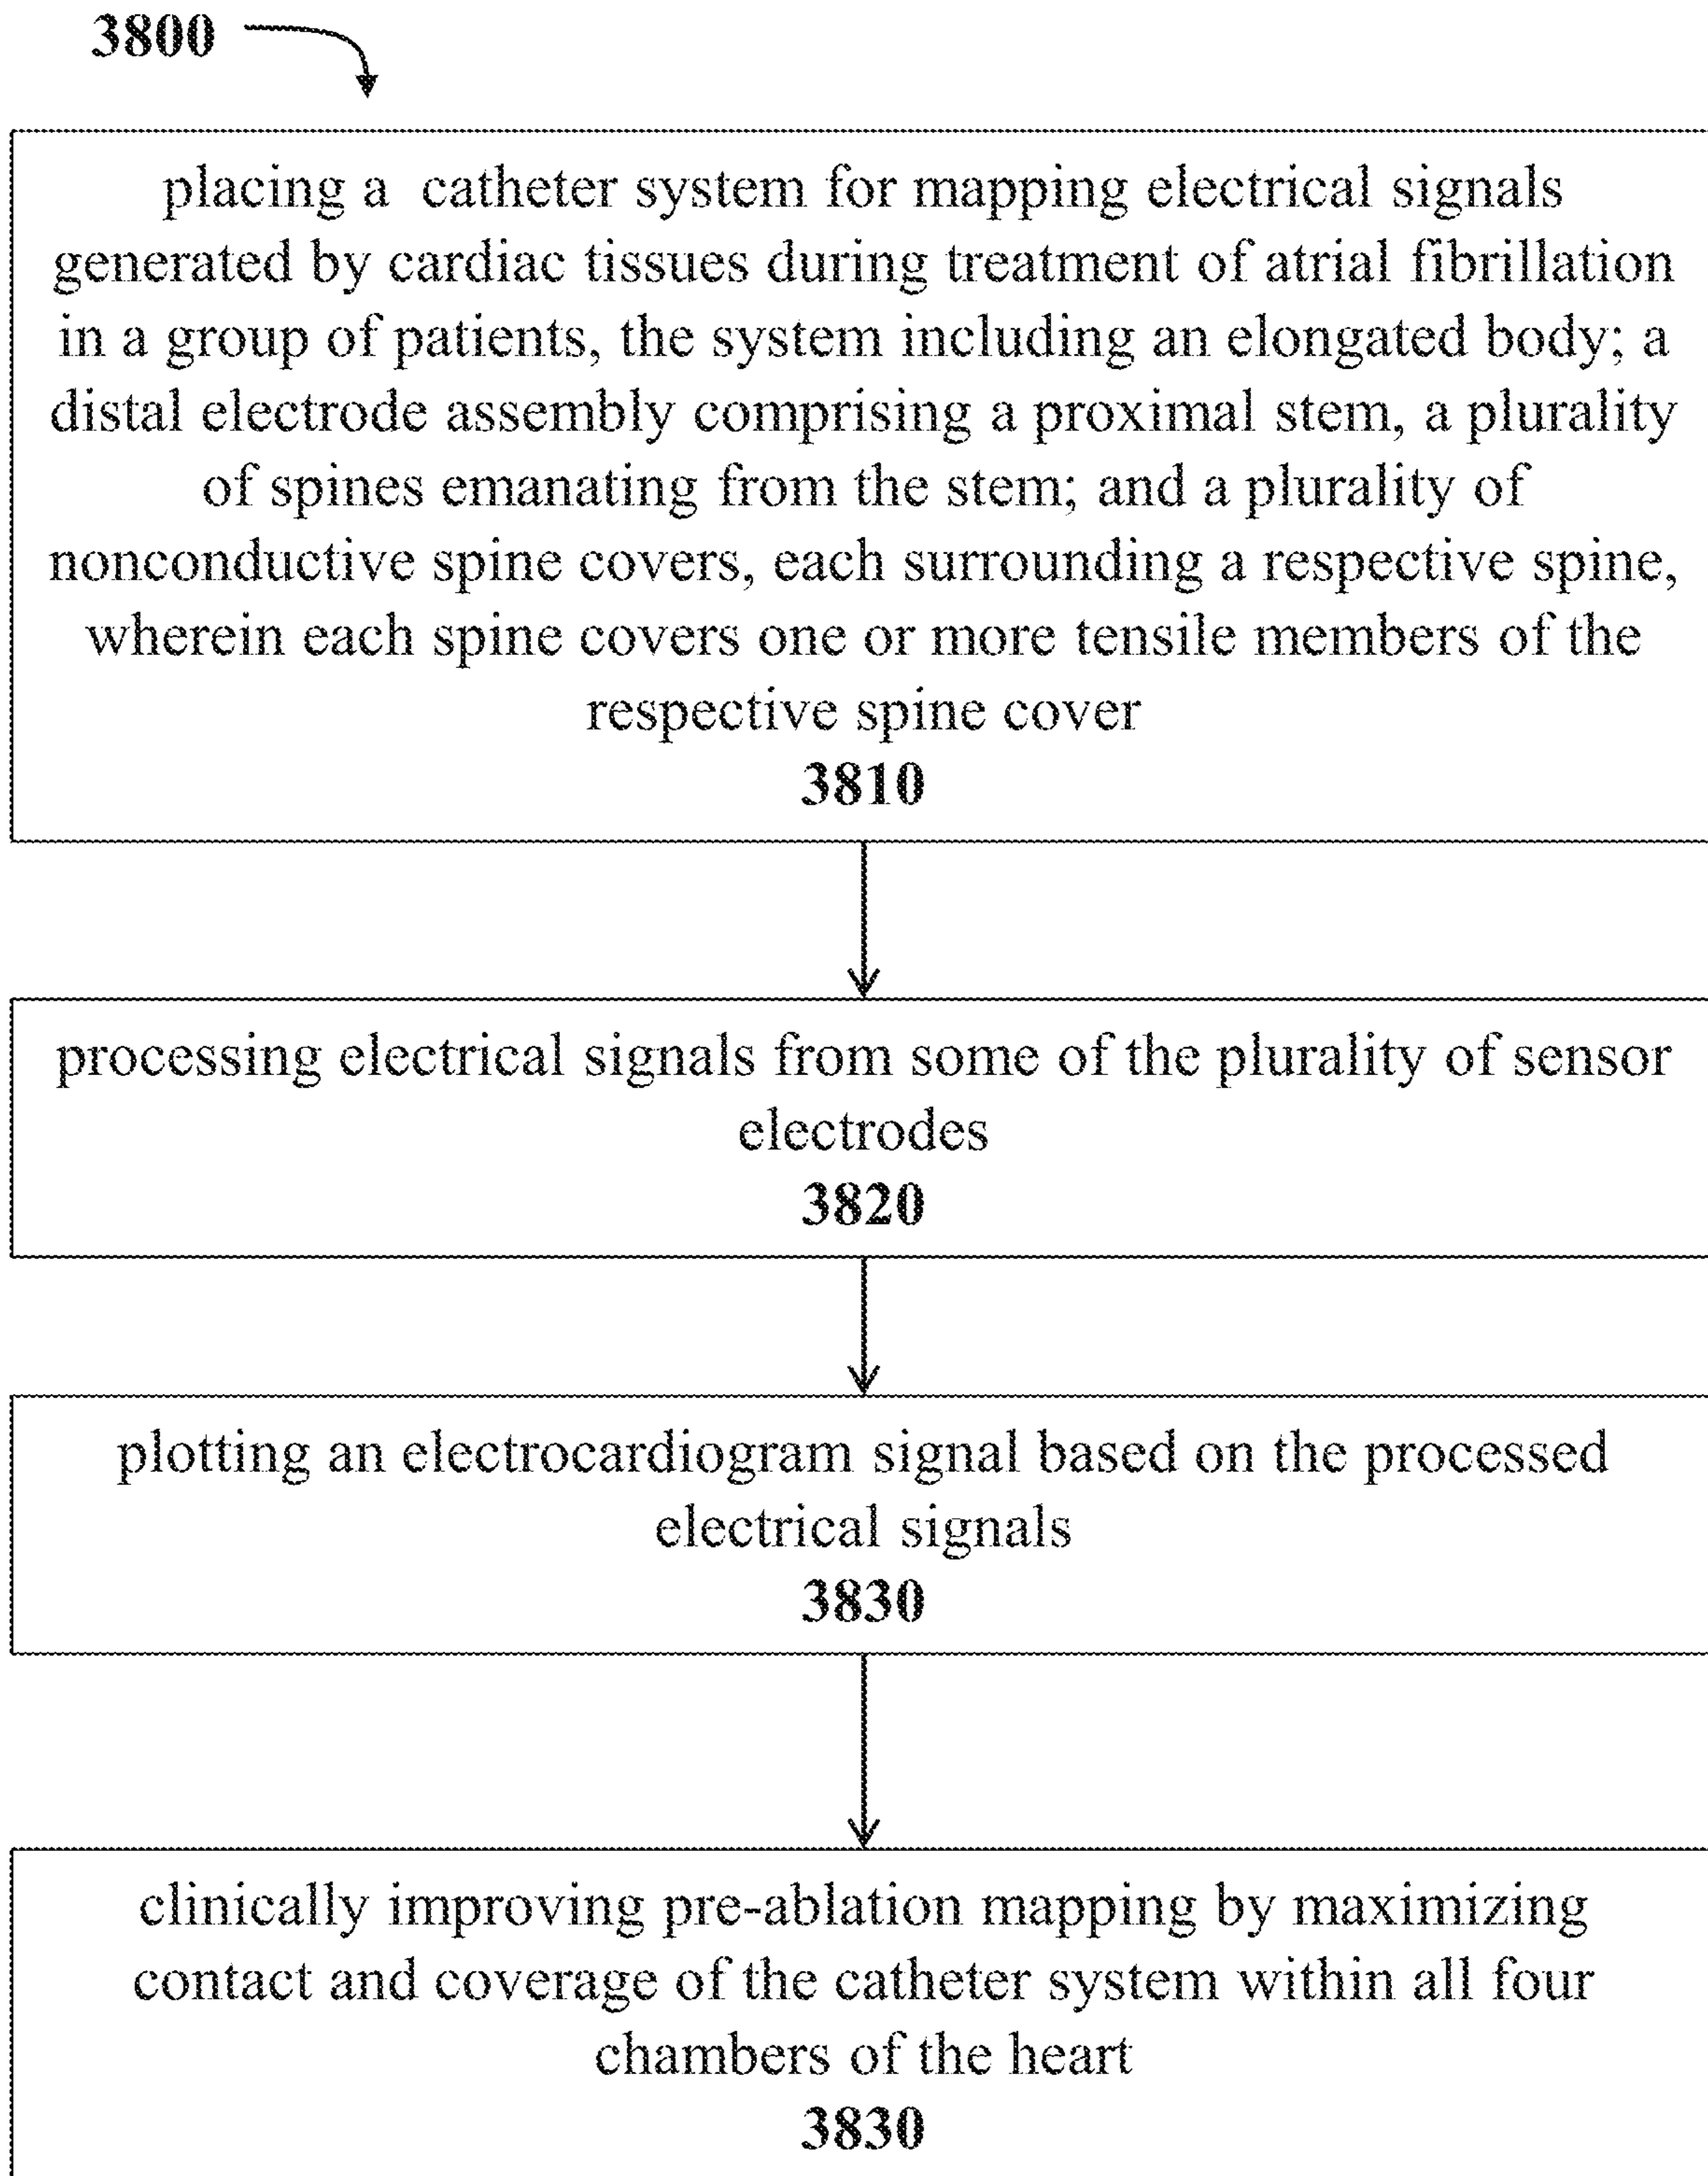 3800
placing a catheter system for mapping electrical signals
generated by cardiac tissues during treatment of atrial fibrillation
in a group of patients, the system including an elongated body; a
distal electrode assembly comprising a proximal stem, a plurality
of spines emanating from the stem; and a plurality of
nonconductive spine covers, each surrounding a respective spine,
wherein each spine covers one or more tensile members of the
respective spine cover
3810
processing electrical signals from some of the plurality of sensor
electrodes
3820
plotting an electrocardiogram signal based on the processed
electrical signals
3830
clinically improving pre-ablation mapping by maximizing
contact and coverage of the catheter system within all four
chambers of the heart
3830